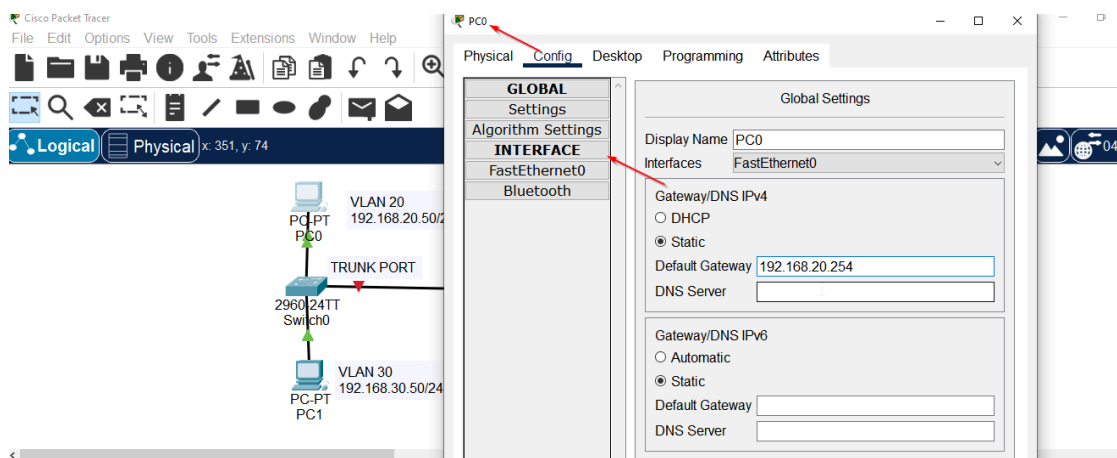 Cisco Packet Tracer
File Edit Options View Tools Extensions Window Help
Logical Physical x: 351, y: 74
VLAN 20
192.168.20.50/2
PC-PT
PC0
TRUNK PORT
2960-24TT
Switch0
VLAN 30
192.168.30.50/24
PC-PT
PC1
PC0
Physical Config Desktop Programming Attributes
GLOBAL
Settings
Algorithm Settings
INTERFACE
FastEthernet0
Bluetooth
Global Settings
Display Name PC0
Interfaces FastEthernet0
Gateway/DNS IPv4
DHCP
Static
Default Gateway 192.168.20.254
DNS Server
Gateway/DNS IPv6
Automatic
Static
Default Gateway
DNS Server
04